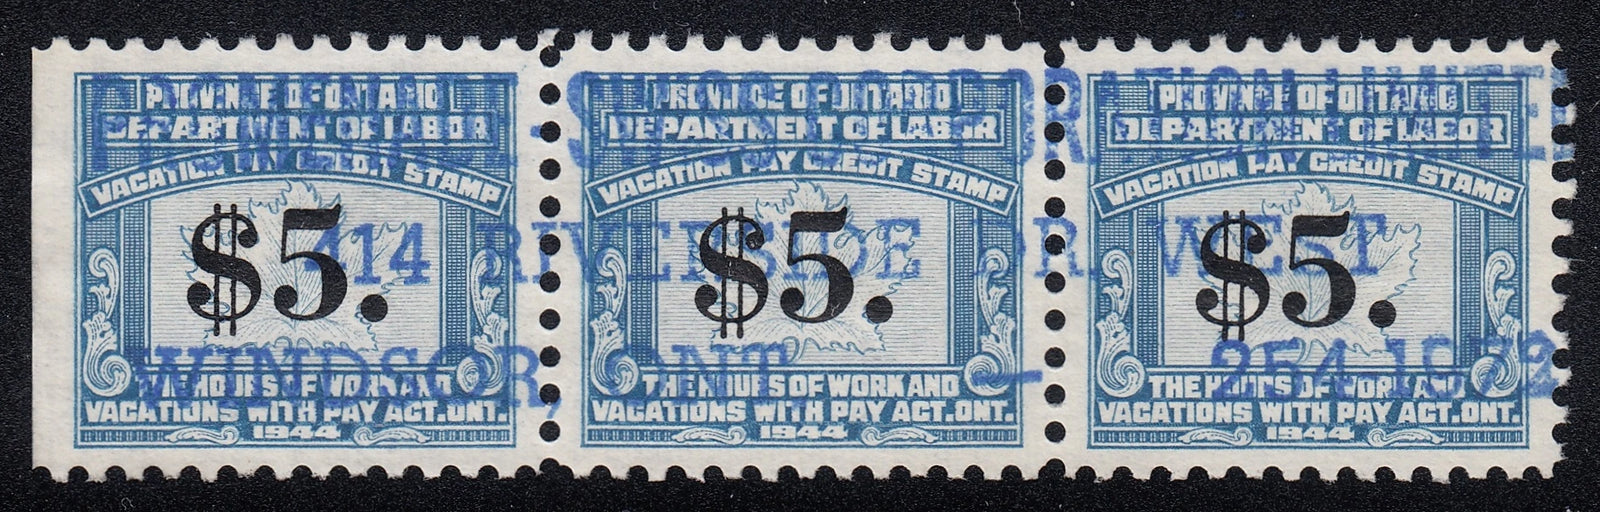 PROVINCE OF ONTARIO
DEPARTMENT OF LABOR
VACATION PAY CREDIT STAMP
$5.
THE HOURS OF WORK AND
VACATIONS WITH PAY ACT. ONT.
1944
PROVINCE OF ONTARIO
DEPARTMENT OF LABOR
VACATION PAY CREDIT STAMP
$5.
THE HOURS OF WORK AND
VACATIONS WITH PAY ACT. ONT.
1944
PROVINCE OF ONTARIO
DEPARTMENT OF LABOR
VACATION PAY CREDIT STAMP
$5.
THE HOURS OF WORK AND
VACATIONS WITH PAY ACT. ONT.
1944
CORPORATION LIMITED
414 RIVERSIDE DR. WEST
WINDSOR, ONT. — 254-1972